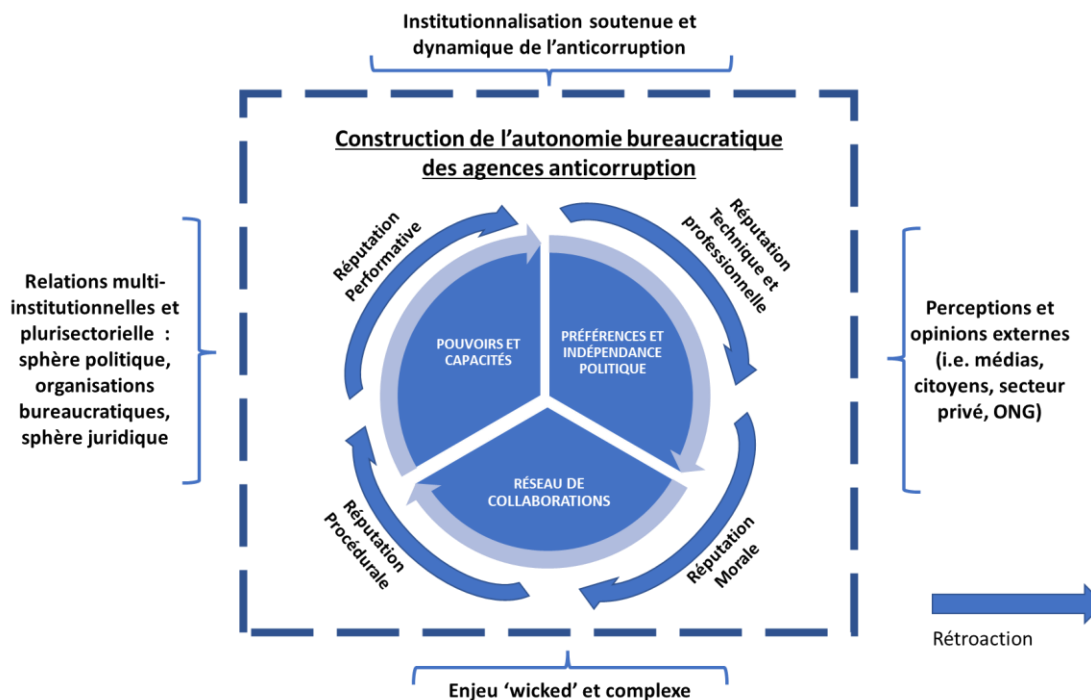 Institutionnalisation soutenue et
dynamique de l’anticorruption
Construction de l’autonomie bureaucratique
des agences anticorruption
Réputation
Performative
Réputation
Technique et
professionnelle
Relations multi-
institutionnelles et
plurisectorielle :
sphère politique,
organisations
bureaucratiques,
sphère juridique
POUVOIRS ET
CAPACITÉS
PRÉFÉRENCES ET
INDÉPENDANCE
POLITIQUE
Perceptions et
opinions externes
(i.e. médias,
citoyens, secteur
privé, ONG)
RÉSEAU DE
COLLABORATIONS
Réputation
Procédurale
Réputation
Morale
Rétroaction
Enjeu ‘wicked’ et complexe